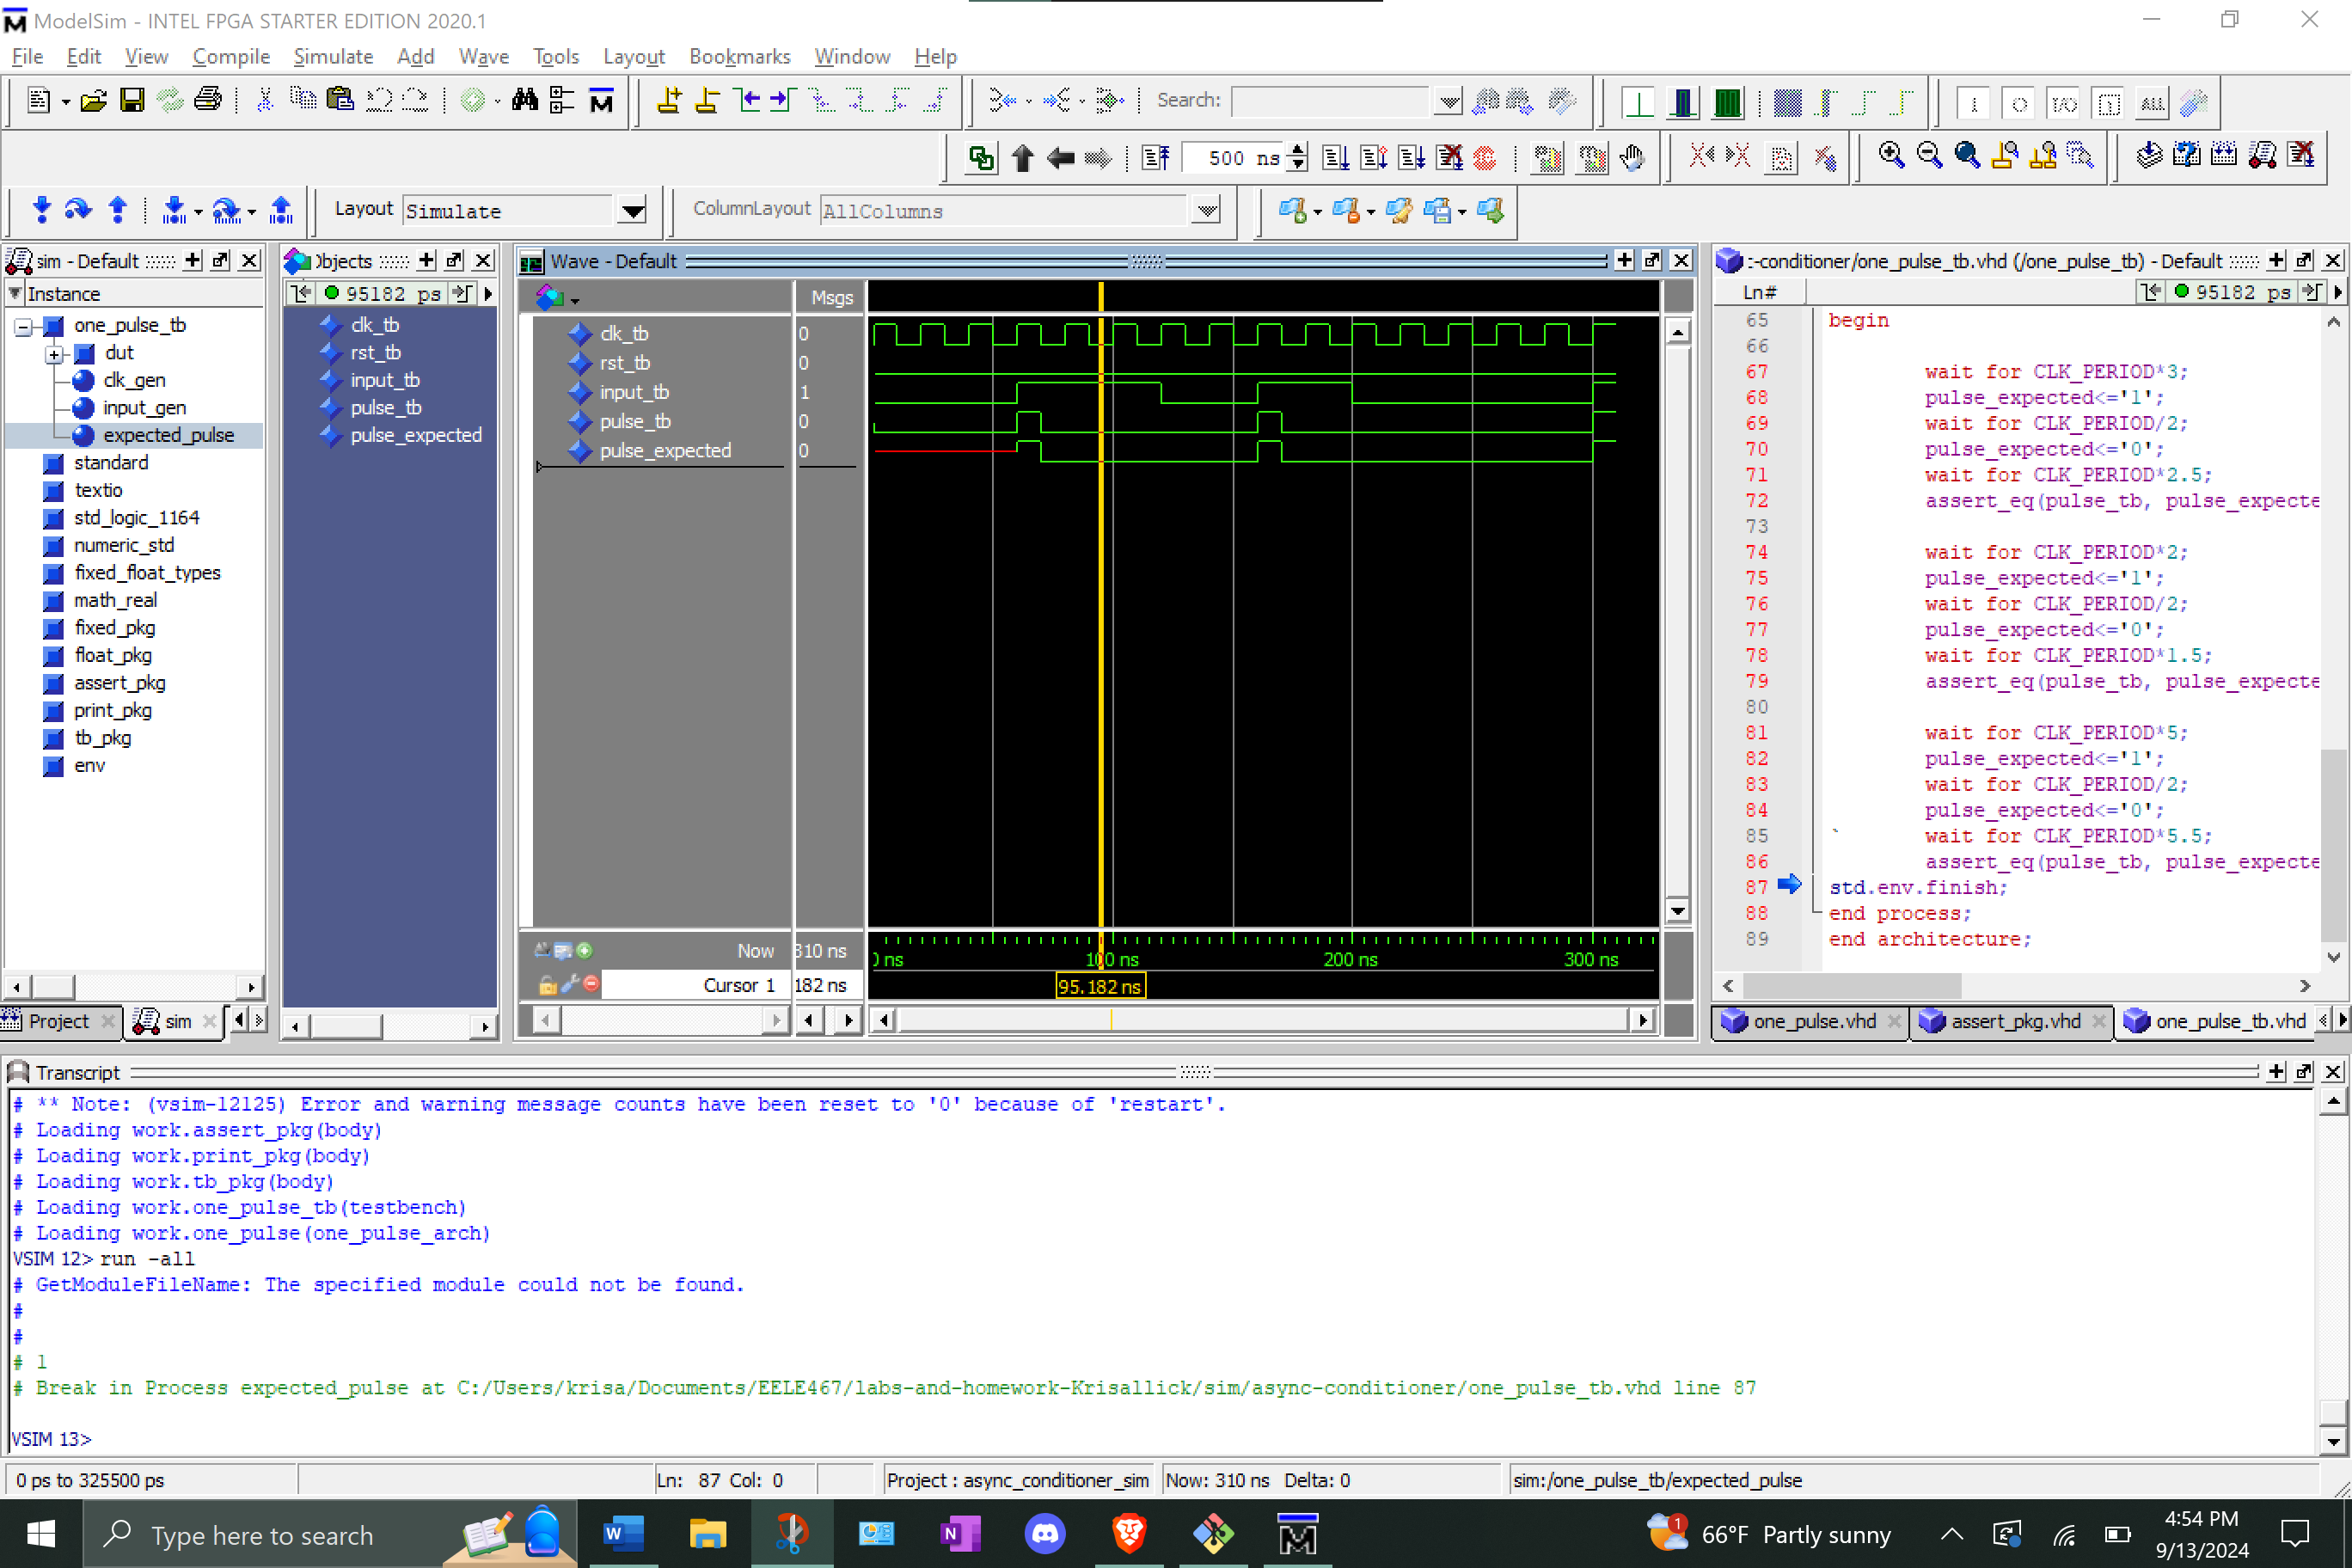 ModelSim - INTEL FPGA STARTER EDITION 2020.1
File Edit View Compile Simulate Add Wave Tools Layout Bookmarks Window Help
Search:
ALL
500 ns
Layout Simulate
ColumnLayout AllColumns
sim - Default
Instance
one_pulse_tb
dut
clk_gen
input_gen
expected_pulse
standard
textio
std_logic_1164
numeric_std
fixed_float_types
math_real
fixed_pkg
float_pkg
assert_pkg
print_pkg
tb_pkg
env
Project
sim
bjects
95182 ps
clk_tb
rst_tb
input_tb
pulse_tb
pulse_expected
Wave - Default
Msgs
clk_tb 0
rst_tb 0
input_tb 1
pulse_tb 0
pulse_expected 0
Now 310 ns
Cursor 1 182 ns
ns 100 ns 200 ns 300 ns
95.182 ns
:-conditioner/one_pulse_tb.vhd (/one_pulse_tb) - Default
Ln#
95182 ps
65 begin
66
67 wait for CLK_PERIOD*3;
68 pulse_expected<='1';
69 wait for CLK_PERIOD/2;
70 pulse_expected<='0';
71 wait for CLK_PERIOD*2.5;
72 assert_eq(pulse_tb, pulse_expecte
73
74 wait for CLK_PERIOD*2;
75 pulse_expected<='1';
76 wait for CLK_PERIOD/2;
77 pulse_expected<='0';
78 wait for CLK_PERIOD*1.5;
79 assert_eq(pulse_tb, pulse_expecte
80
81 wait for CLK_PERIOD*5;
82 pulse_expected<='1';
83 wait for CLK_PERIOD/2;
84 pulse_expected<='0';
85 ` wait for CLK_PERIOD*5.5;
86 assert_eq(pulse_tb, pulse_expecte
87 std.env.finish;
88 end process;
89 end architecture;
one_pulse.vhd
assert_pkg.vhd
one_pulse_tb.vhd
Transcript
# ** Note: (vsim-12125) Error and warning message counts have been reset to '0' because of 'restart'.
# Loading work.assert_pkg(body)
# Loading work.print_pkg(body)
# Loading work.tb_pkg(body)
# Loading work.one_pulse_tb(testbench)
# Loading work.one_pulse(one_pulse_arch)
VSIM 12> run -all
# GetModuleFileName: The specified module could not be found.
#
#
# 1
# Break in Process expected_pulse at C:/Users/krisa/Documents/EELE467/labs-and-homework-Krisallick/sim/async-conditioner/one_pulse_tb.vhd line 87
VSIM 13>
0 ps to 325500 ps
Ln: 87 Col: 0
Project : async_conditioner_sim
Now: 310 ns Delta: 0
sim:/one_pulse_tb/expected_pulse
Type here to search
1
66°F Partly sunny
4:54 PM
9/13/2024